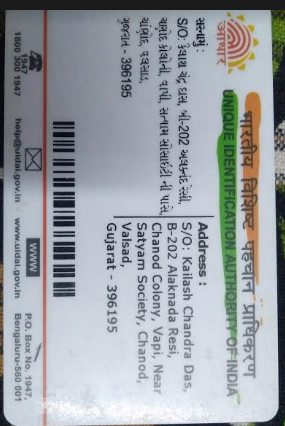 भारतीय विशिष्ट पहचान प्राधिकरण
UNIQUE IDENTIFICATION AUTHORITY OF INDIA
आधार
સરનામું :
S/O: કૈલાશ ચંદ્ર દાસ, બી-202 અલકનંદા રેસી,
ચણોદ કોલોની, વાપી, સત્યમ સોસાઈટી ની પાસે,
ચાણોદ, વલસાડ,
ગુજરાત - 396195
Address :
S/O: Kailash Chandra Das,
B-202 Alaknada Resi,
Chanod Colony, Vapi, Near
Satyam Society, Chanod,
Valsad,
Gujarat - 396195
1947
1800 300 1947
help@uidai.gov.in
www
www.uidai.gov.in
P.O. Box No. 1947,
Bengaluru-560 001